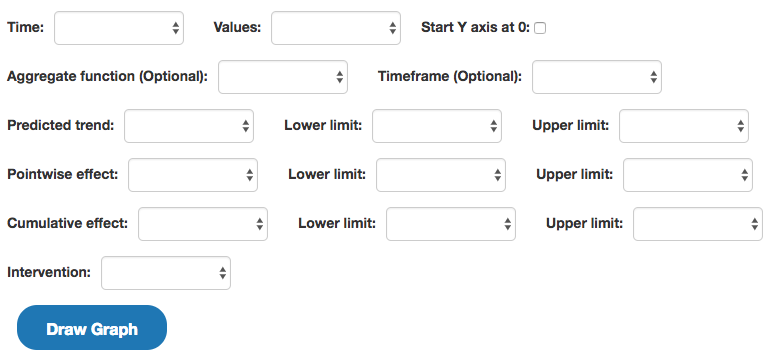 Time: Values: Start Y axis at 0:
Aggregate function (Optional): Timeframe (Optional):
Predicted trend: Lower limit: Upper limit:
Pointwise effect: Lower limit: Upper limit:
Cumulative effect: Lower limit: Upper limit:
Intervention:
Draw Graph